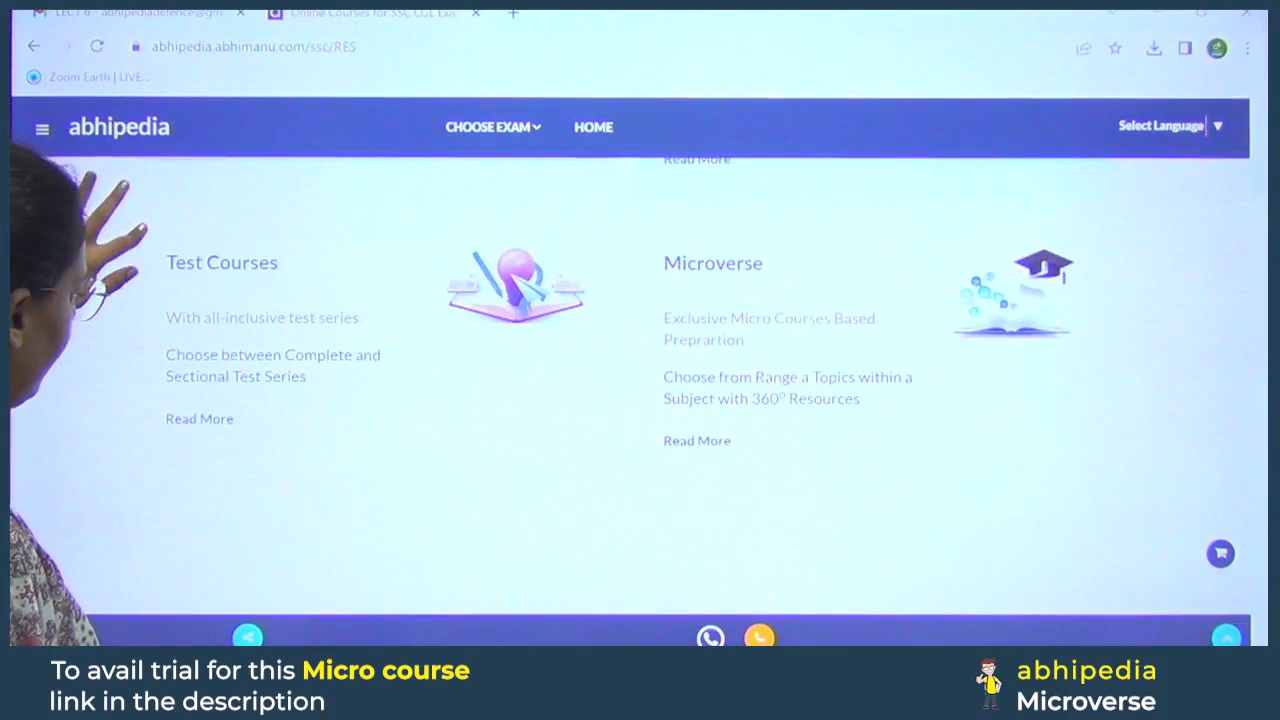 abhipedia.abhimanu.com/ssc/RES
Zoom Earth | LIVE...
abhipedia
CHOOSE EXAM
HOME
Select Language
Read More
Test Courses
With all-inclusive test series
Choose between Complete and
Sectional Test Series
Read More
Microverse
Exclusive Micro Courses Based
Preprartion
Choose from Range a Topics within a
Subject with 360° Resources
Read More
To avail trial for this Micro course
link in the description
abhipedia
Microverse